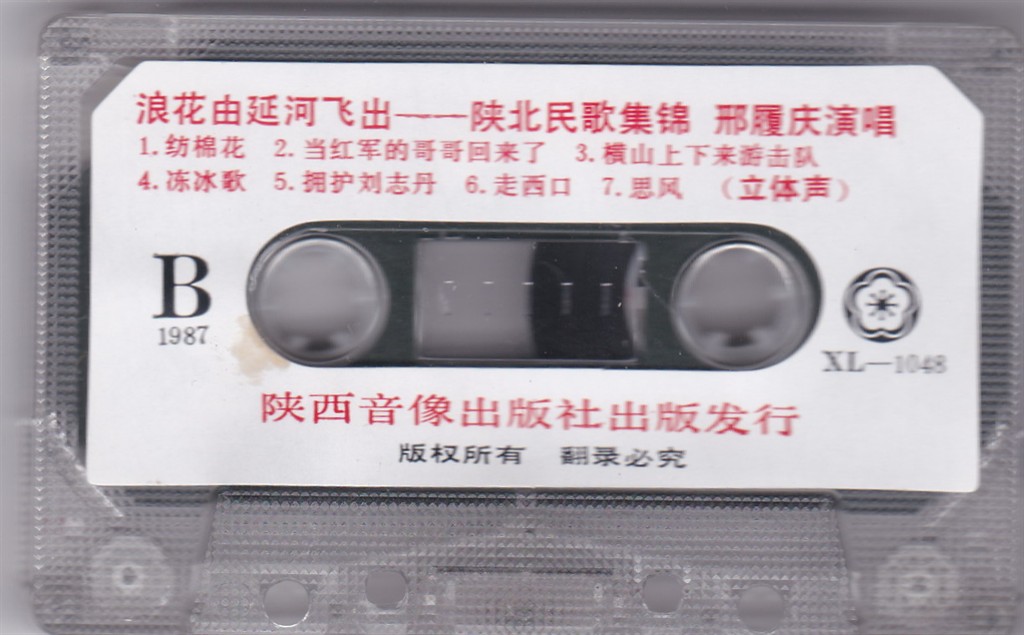 浪花由延河飞出——陕北民歌集锦 邢履庆演唱
1.纺棉花 2.当红军的哥哥回来了 3.横山上下来游击队
4.冻冰歌 5.拥护刘志丹 6.走西口 7.思风 （立体声）
B
1987
XL—1048
陕西音像出版社出版发行
版权所有 翻录必究